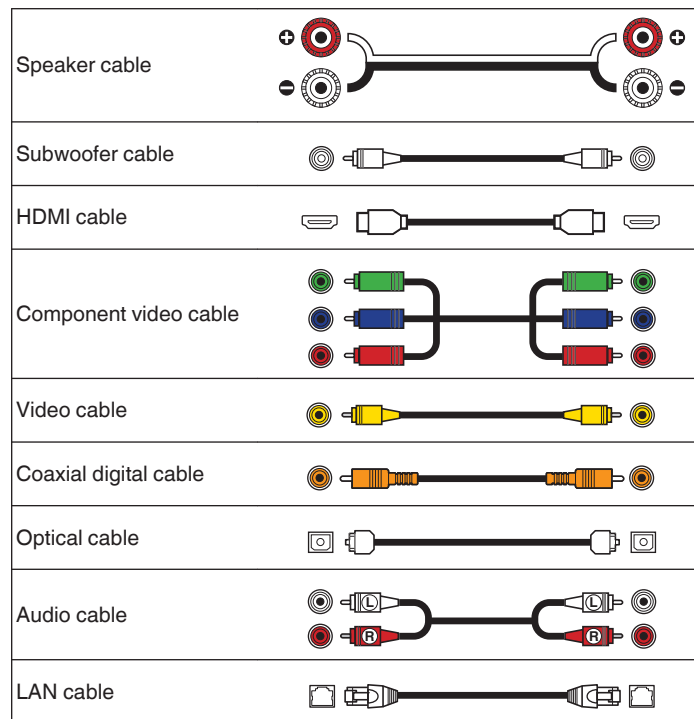 Speaker cable
Subwoofer cable
HDMI cable
Component video cable
Video cable
Coaxial digital cable
Optical cable
Audio cable
L L
R R
LAN cable